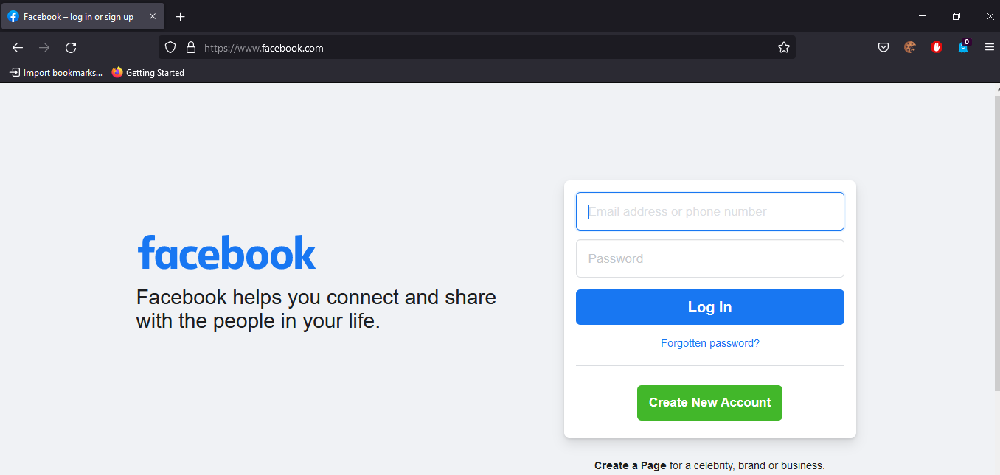 Facebook – log in or sign up
https://www.facebook.com
0
Import bookmarks...
Getting Started
facebook
Facebook helps you connect and share
with the people in your life.
Email address or phone number
Password
Log In
Forgotten password?
Create New Account
Create a Page for a celebrity, brand or business.